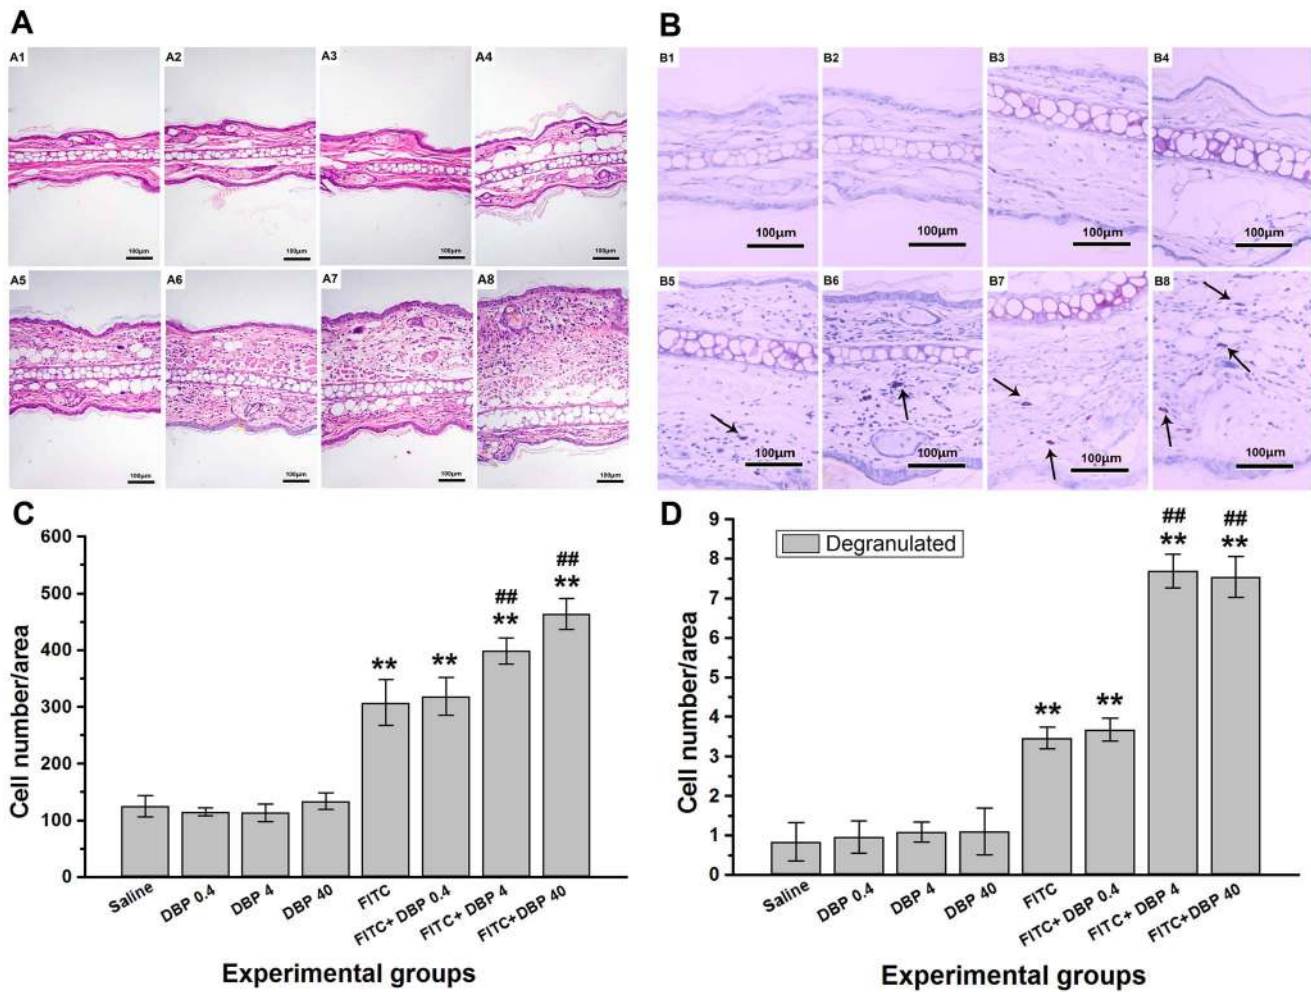 A
A1
A2
A3
A4
100µm
100µm
100µm
100µm
A5
A6
A7
A8
100µm
100µm
100µm
100µm
B
B1
B2
B3
B4
100µm
100µm
100µm
100µm
B5
B6
B7
B8
100µm
100µm
100µm
100µm
C
Cell number/area
600
500
400
300
200
100
0
**
**
##
**
##
**
Saline
DBP 0.4
DBP 4
DBP 40
FITC
FITC+ DBP 0.4
FITC+ DBP 4
FITC+DBP 40
Experimental groups
D
Cell number/area
9
8
7
6
5
4
3
2
1
0
Degranulated
**
**
##
**
##
**
Saline
DBP 0.4
DBP 4
DBP 40
FITC
FITC+ DBP 0.4
FITC+ DBP 4
FITC+DBP 40
Experimental groups